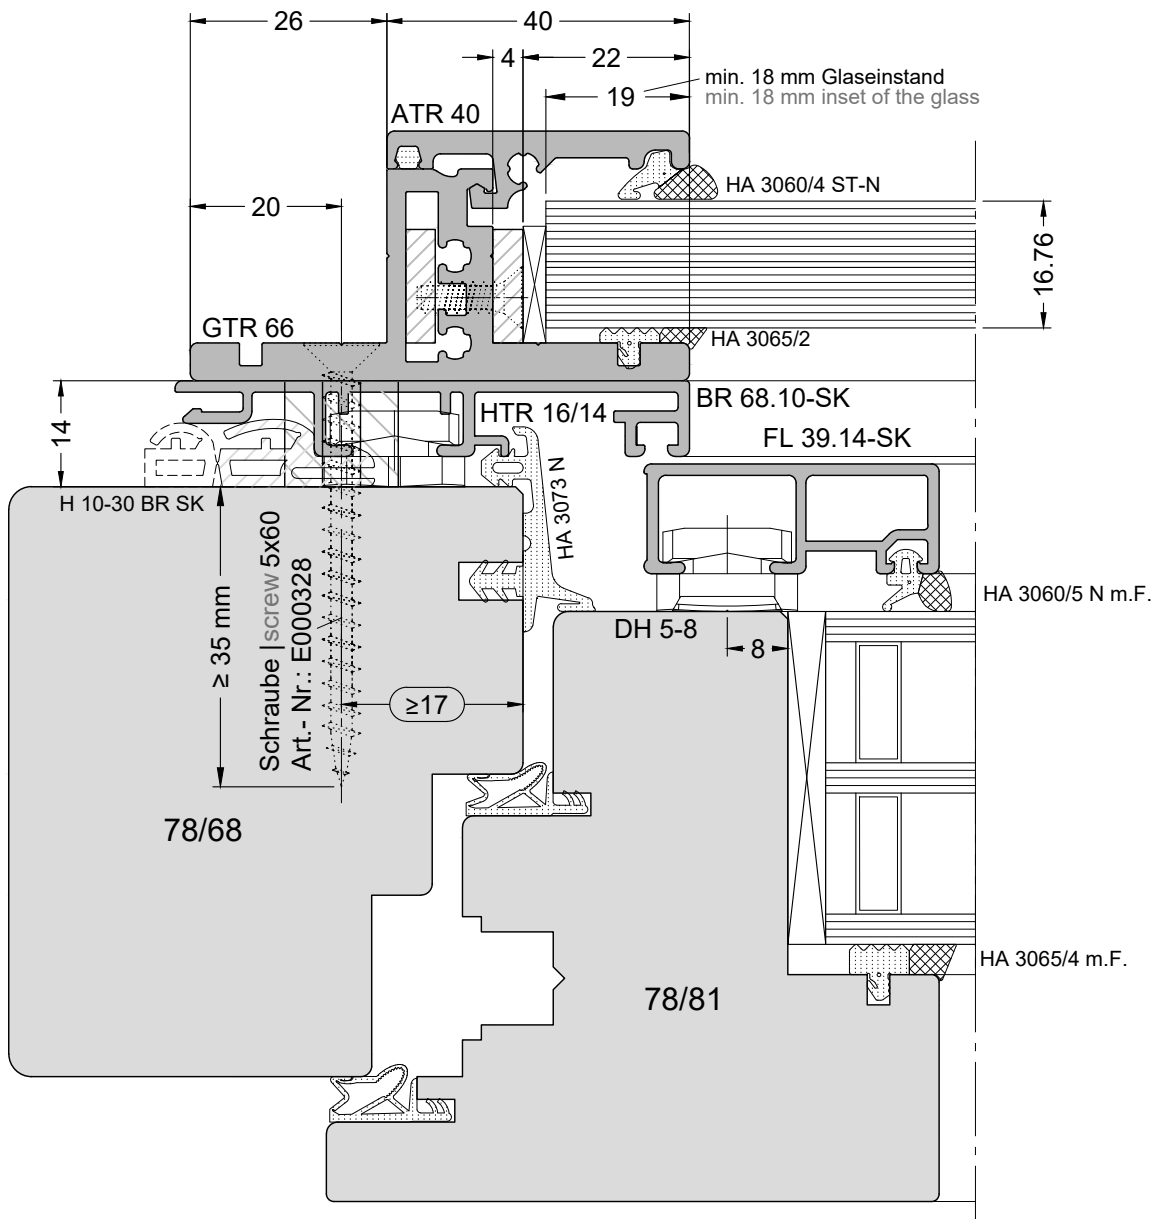 26
40
4
22
19
min. 18 mm Glaseinstand
min. 18 mm inset of the glass
ATR 40
HA 3060/4 ST-N
20
16.76
GTR 66
HA 3065/2
14
HTR 16/14
BR 68.10-SK
FL 39.14-SK
H 10-30 BR SK
HA 3073 N
≥ 35 mm
Schraube |screw 5x60
Art.- Nr.: E000328
HA 3060/5 N m.F.
DH 5-8
8
≥17
78/68
HA 3065/4 m.F.
78/81